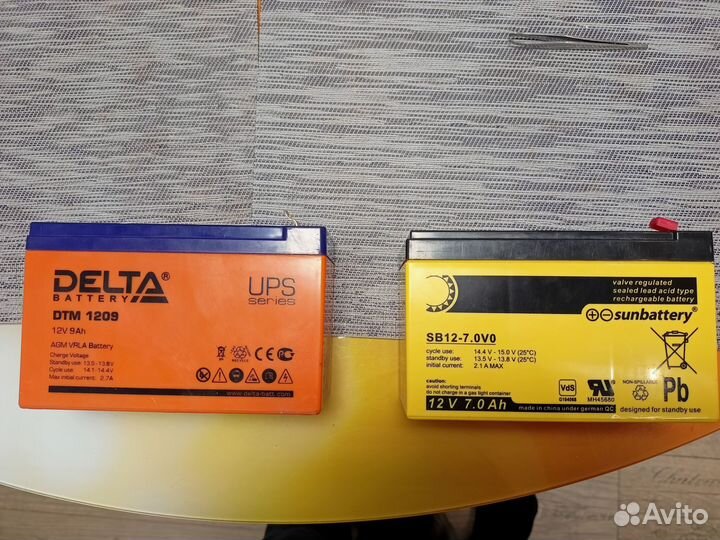 DELTA®
BATTERY
UPS
series
DTM 1209
12V 9Ah
AGM VRLA Battery
Charge Voltage
Standby use: 13.5 - 13.8V
Cycle use: 14.1 - 14.4V
Max initial current: 2.7A
RECYCLE
Pb
www.delta-batt.com
valve regulated
sealed lead acid type
rechargeable battery
sunbattery®
SB12-7.0V0
cycle use: 14.4 V - 15.0 V (25°C)
standby use: 13.5 V - 13.8 V (25°C)
initial current: 2.1 A MAX
caution:
avoid shorting terminals
do not charge in a gas tight container
12 V 7.0 Ah
made in china under german QC
VdS
G194068
MH45680
NON-SPILLABLE
Pb
designed for standby use
Avito